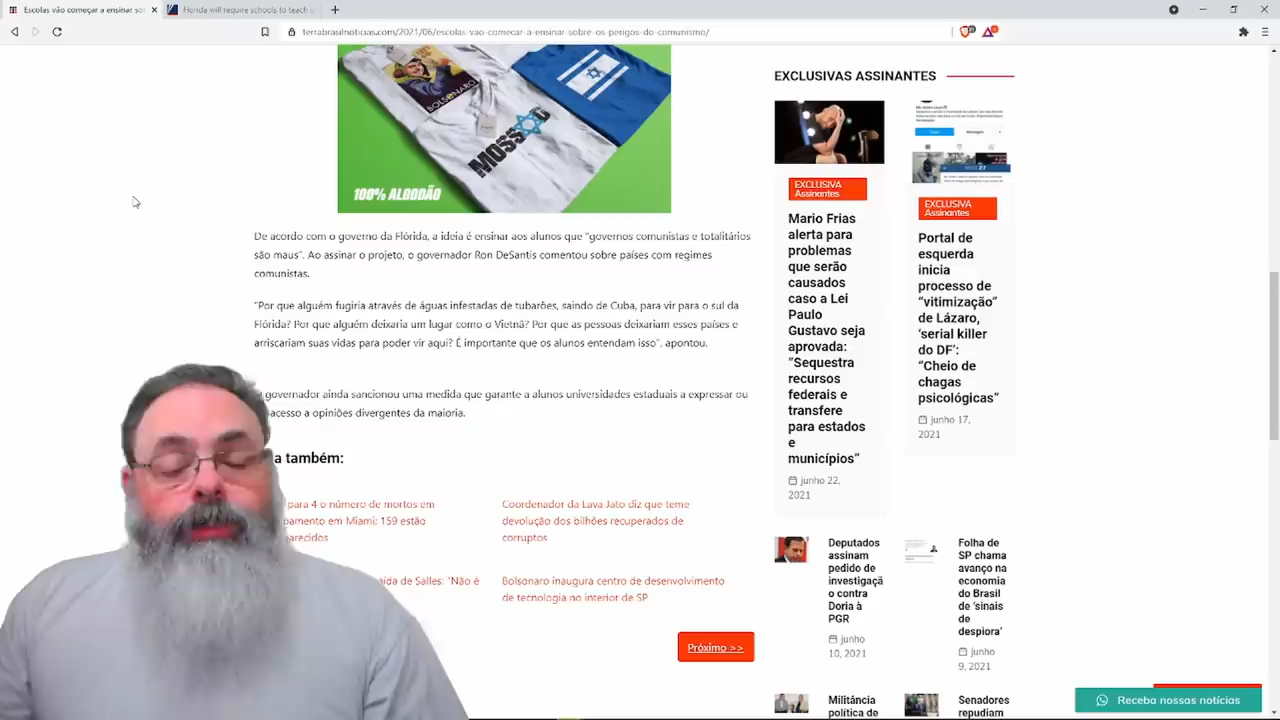 Escolas vão começar a ensinar so
Florida will require schools to teach
terrabrasilnoticias.com/2021/06/escolas-vao-comecar-a-ensinar-sobre-os-perigos-do-comunismo/
BOLSONARO
100% ALGODÃO
De acordo com o governo da Flórida, a ideia é ensinar aos alunos que "governos comunistas e totalitários
são maus". Ao assinar o projeto, o governador Ron DeSantis comentou sobre países com regimes
comunistas.
"Por que alguém fugiria através de águas infestadas de tubarões, saindo de Cuba, para vir para o sul da
Flórida? Por que alguém deixaria um lugar como o Vietnã? Por que as pessoas deixariam esses países e
arriscariam suas vidas para poder vir aqui? É importante que os alunos entendam isso", apontou.
governador ainda sancionou uma medida que garante a alunos universidades estaduais a expressar ou
acesso a opiniões divergentes da maioria.
a também:
para 4 o número de mortos em
pamento em Miami; 159 estão
parecidos
Coordenador da Lava Jato diz que teme
devolução dos bilhões recuperados de
corruptos
aída de Salles: "Não é
Bolsonaro inaugura centro de desenvolvimento
de tecnologia no interior de SP
Próximo >>
EXCLUSIVAS ASSINANTES
EXCLUSIVA
Assinantes
Mario Frias
alerta para
problemas
que serão
causados
caso a Lei
Paulo
Gustavo seja
aprovada:
"Sequestra
recursos
federais e
transfere
para estados
e
municípios"
junho 22,
2021
EXCLUSIVA
Assinantes
Portal de
esquerda
inicia
processo de
"vitimização"
de Lázaro,
'serial killer
do DF':
"Cheio de
chagas
psicológicas"
junho 17,
2021
Deputados
assinam
pedido de
investigaçã
o contra
Doria à
PGR
junho
10, 2021
Folha de
SP chama
avanço na
economia
do Brasil
de 'sinais
de
despiora'
junho
9, 2021
Militância
política de
Senadores
repudiam
Receba nossas notícias